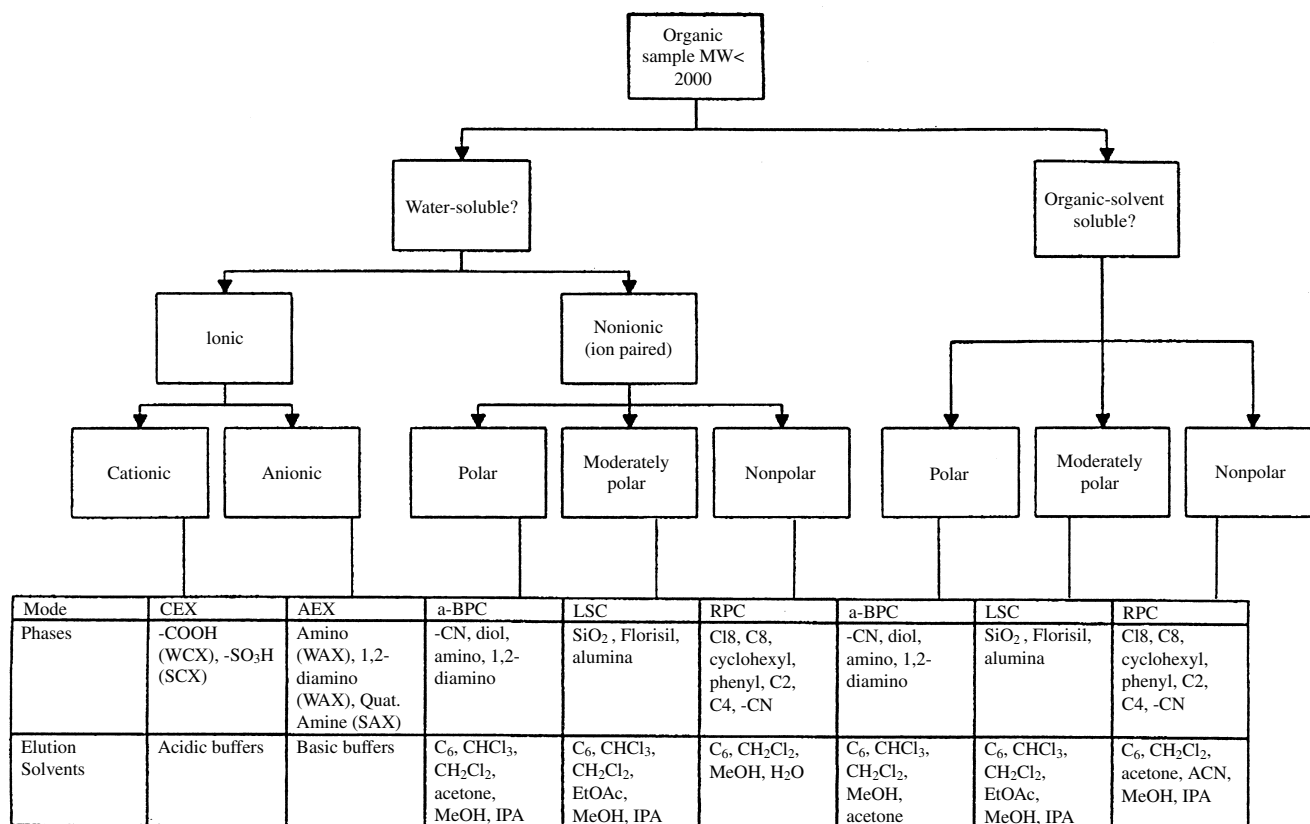 Organic
sample MW<
2000
Water-soluble?
Organic-solvent
soluble?
lonic
Nonionic
(ion paired)
Cationic
Anionic
Polar
Moderately
polar
Nonpolar
Polar
Moderately
polar
Nonpolar
Mode
CEX
AEX
a-BPC
LSC
RPC
a-BPC
LSC
RPC
Phases
-COOH
(WCX), -SO₃H
(SCX)
Amino
(WAX), 1,2-
diamino
(WAX), Quat.
Amine (SAX)
-CN, diol,
amino, 1,2-
diamino
SiO₂ , Florisil,
alumina
Cl8, C8,
cyclohexyl,
phenyl, C2,
C4, -CN
-CN, diol,
amino, 1,2-
diamino
SiO₂ , Florisil,
alumina
Cl8, C8,
cyclohexyl,
phenyl, C2,
C4, -CN
Elution
Solvents
Acidic buffers
Basic buffers
C₆, CHCl₃,
CH₂Cl₂,
acetone,
MeOH, IPA
C₆, CHCl₃,
CH₂Cl₂,
EtOAc,
MeOH, IPA
C₆, CH₂Cl₂,
MeOH, H₂O
C₆, CHCl₃,
CH₂Cl₂,
MeOH,
acetone
C₆, CHCl₃,
CH₂Cl₂,
EtOAc,
MeOH, IPA
C₆, CH₂Cl₂,
acetone, ACN,
MeOH, IPA